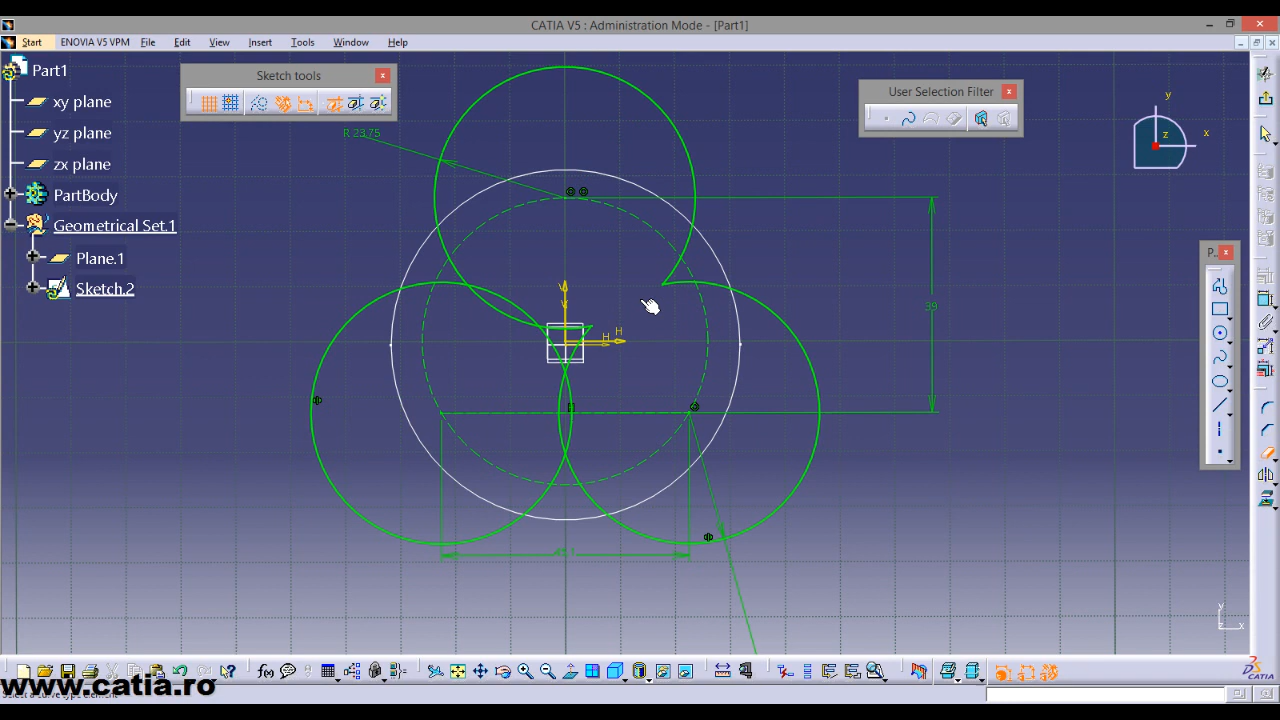 CATIA V5 : Administration Mode - [Part1]
Start ENOVIA V5 VPM File Edit View Insert Tools Window Help
Part1
xy plane
yz plane
zx plane
PartBody
Geometrical Set.1
Plane.1
Sketch.2
Sketch tools
User Selection Filter
y
x
z
R 23.75
39
V
H
H
P...
y
z x
f(x)
CATIA
www.catia.ro